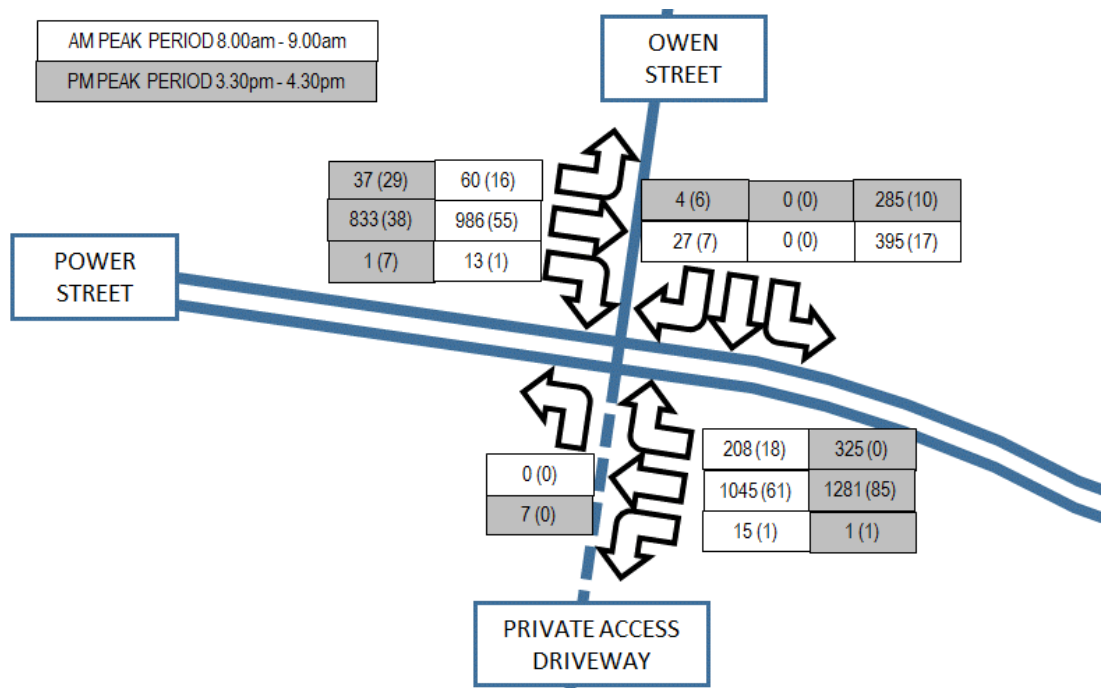 AM PEAK PERIOD 8.00am - 9.00am
PM PEAK PERIOD 3.30pm - 4.30pm
OWEN
STREET
37 (29) 60 (16)
833 (38) 986 (55)
1 (7) 13 (1)
4 (6) 0 (0) 285 (10)
27 (7) 0 (0) 395 (17)
POWER
STREET
0 (0)
7 (0)
208 (18) 325 (0)
1045 (61) 1281 (85)
15 (1) 1 (1)
PRIVATE ACCESS
DRIVEWAY